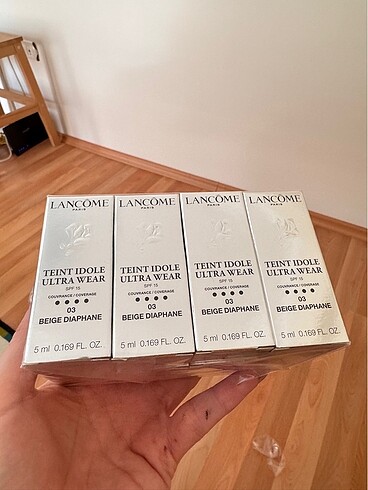 LANCÔME
PARIS
TEINT IDOLE
ULTRA WEAR
SPF 15
COUVRANCE / COVERAGE
03
BEIGE DIAPHANE
5 ml 0.169 FL. OZ.
LANCÔME
PARIS
TEINT IDOLE
ULTRA WEAR
SPF 15
COUVRANCE / COVERAGE
03
BEIGE DIAPHANE
5 ml 0.169 FL. OZ.
LANCÔME
PARIS
TEINT IDOLE
ULTRA WEAR
SPF 15
COUVRANCE / COVERAGE
03
BEIGE DIAPHANE
5 ml 0.169 FL. OZ.
LANCÔME
PARIS
TEINT IDOLE
ULTRA WEAR
SPF 15
COUVRANCE / COVERAGE
03
BEIGE DIAPHANE
5 ml 0.169 FL. OZ.